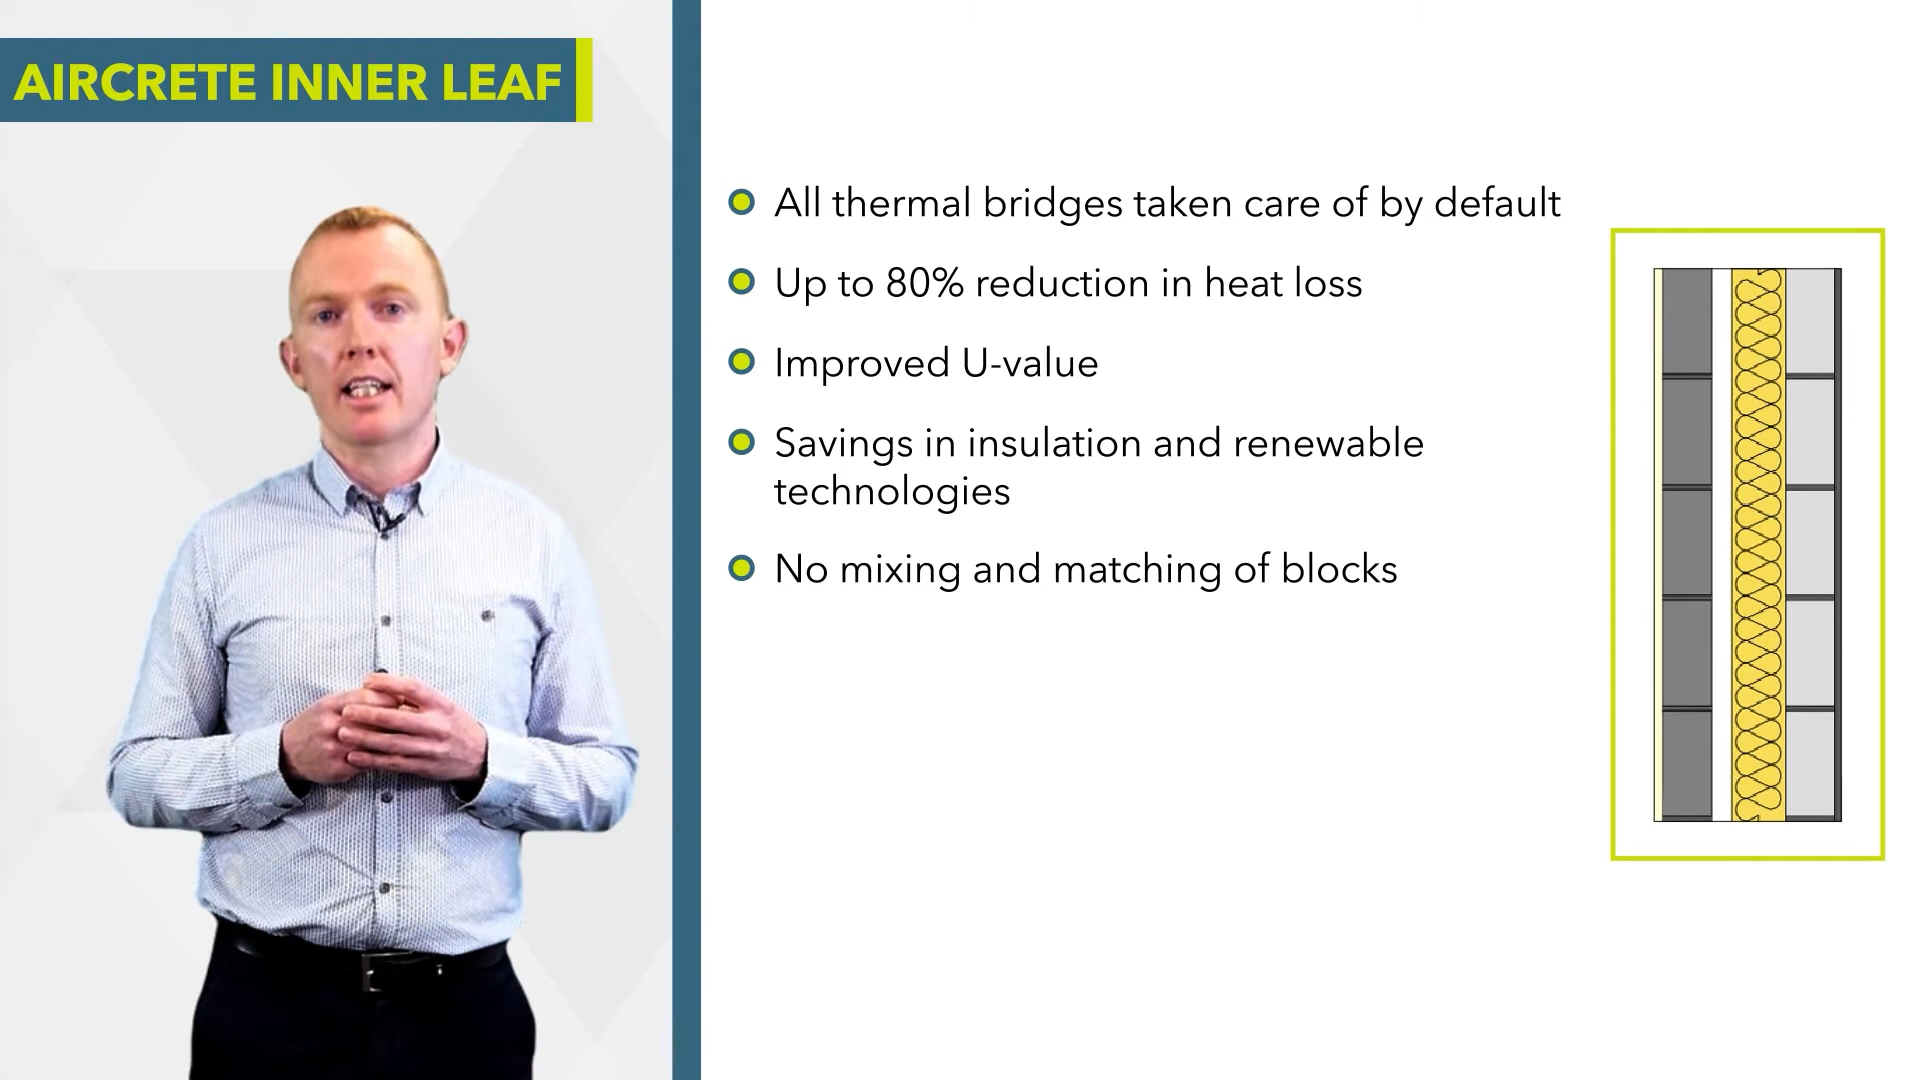 AIRCRETE INNER LEAF
All thermal bridges taken care of by default
Up to 80% reduction in heat loss
Improved U-value
Savings in insulation and renewable
technologies
No mixing and matching of blocks